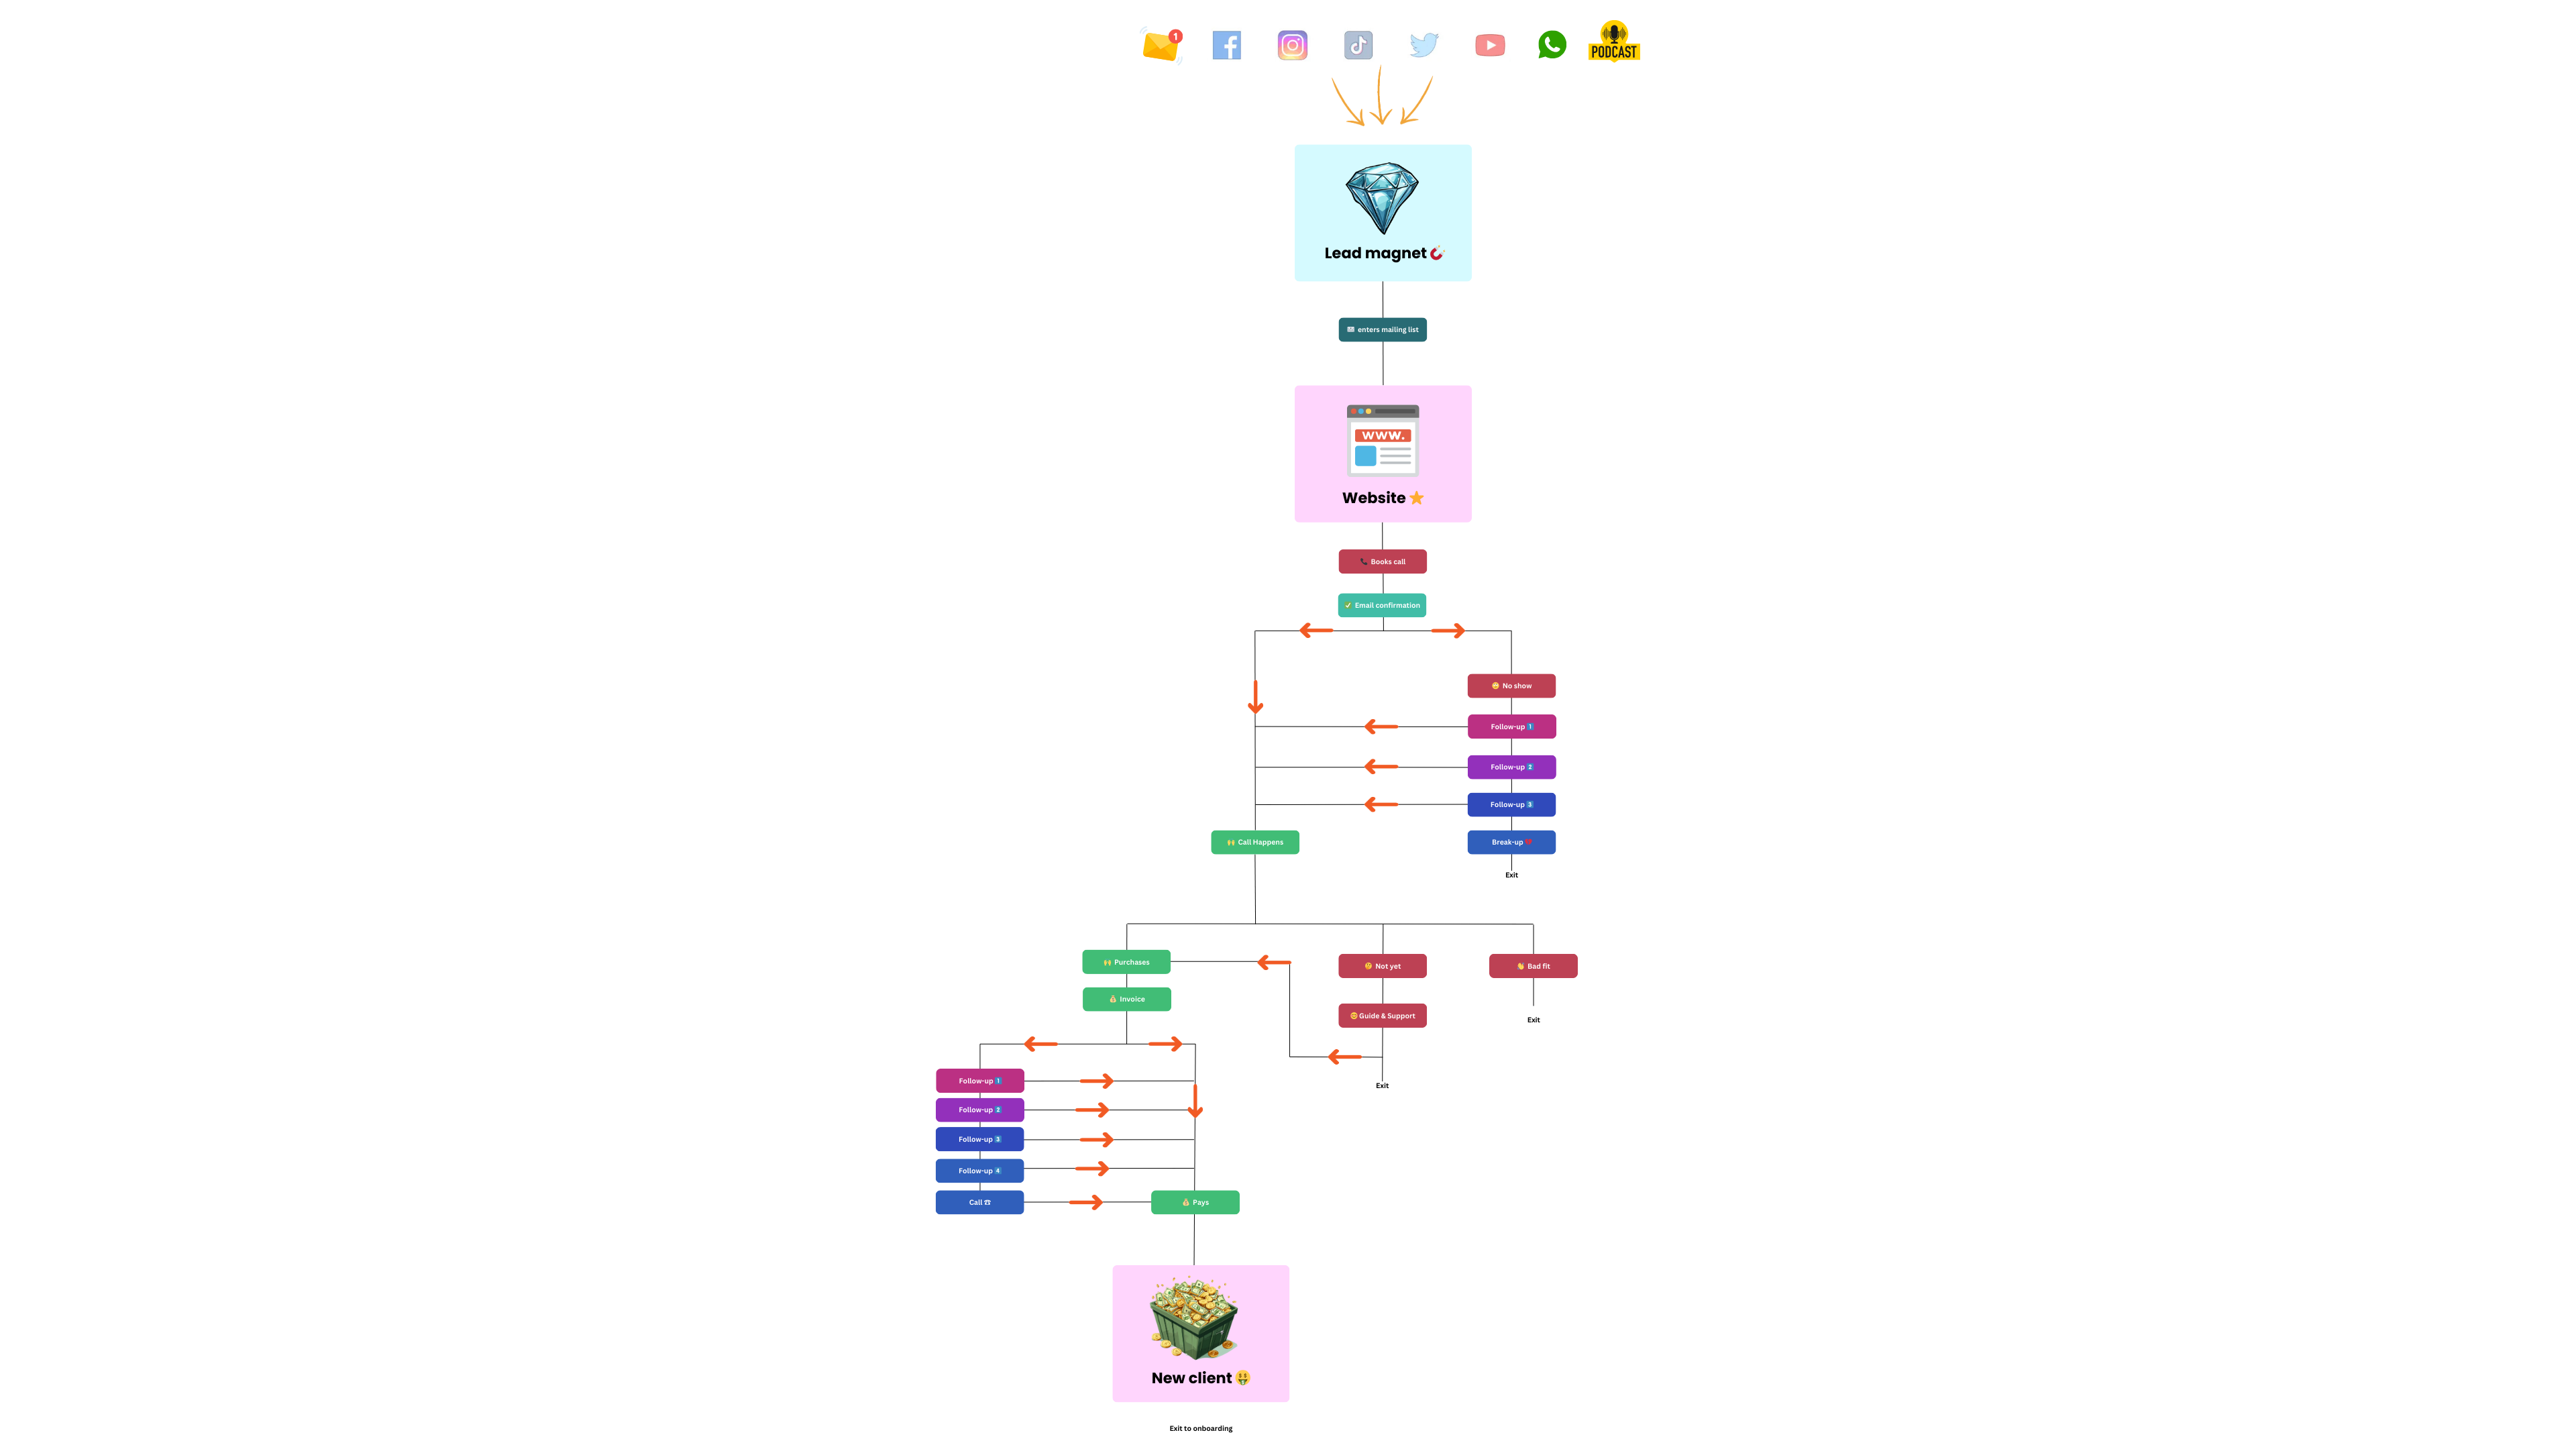 1
PODCAST
Lead magnet
enters mailing list
WWW.
Website
Books call
Email confirmation
No show
Follow-up 1
Follow-up 2
Follow-up 3
Call Happens
Break-up
Exit
Purchases
Not yet
Bad fit
Invoice
Guide & Support
Exit
Follow-up 1
Exit
Follow-up 2
Follow-up 3
Follow-up 4
Call
Pays
New client
Exit to onboarding